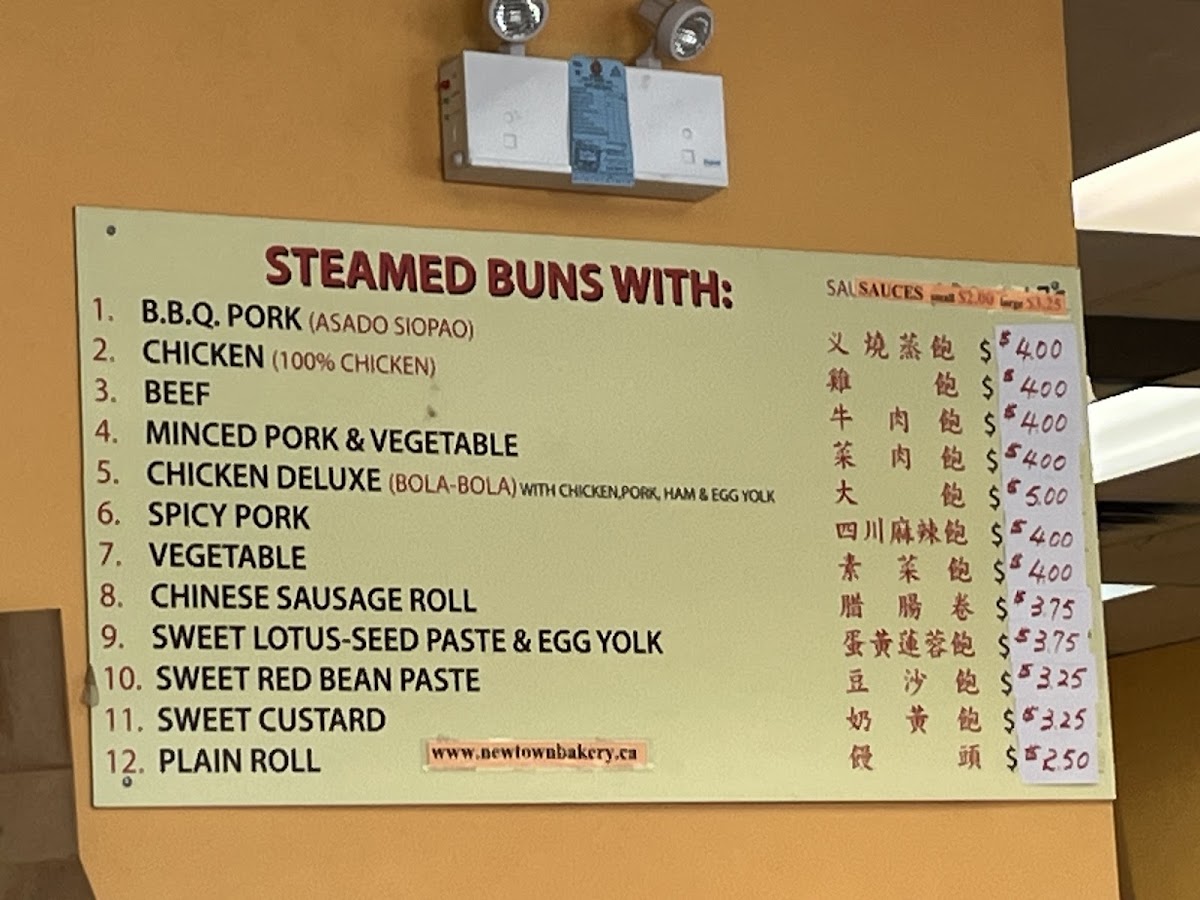 STEAMED BUNS WITH:
SAUCES small $2.00 large $3.25
1. B.B.Q. PORK (ASADO SIOPAO) 义燒蒸飽 $ $4.00
2. CHICKEN (100% CHICKEN) 雞飽 $ $4.00
3. BEEF 牛肉飽 $ $4.00
4. MINCED PORK & VEGETABLE 菜肉飽 $ $4.00
5. CHICKEN DELUXE (BOLA-BOLA) WITH CHICKEN,PORK, HAM & EGG YOLK 大飽 $ $5.00
6. SPICY PORK 四川麻辣飽 $ $4.00
7. VEGETABLE 素菜飽 $ $4.00
8. CHINESE SAUSAGE ROLL 腊腸卷 $ $3.75
9. SWEET LOTUS-SEED PASTE & EGG YOLK 蛋黃蓮蓉飽 $ $3.75
10. SWEET RED BEAN PASTE 豆沙飽 $ $3.25
11. SWEET CUSTARD 奶黃飽 $ $3.25
12. PLAIN ROLL 饅頭 $ $2.50
www.newtownbakery.ca